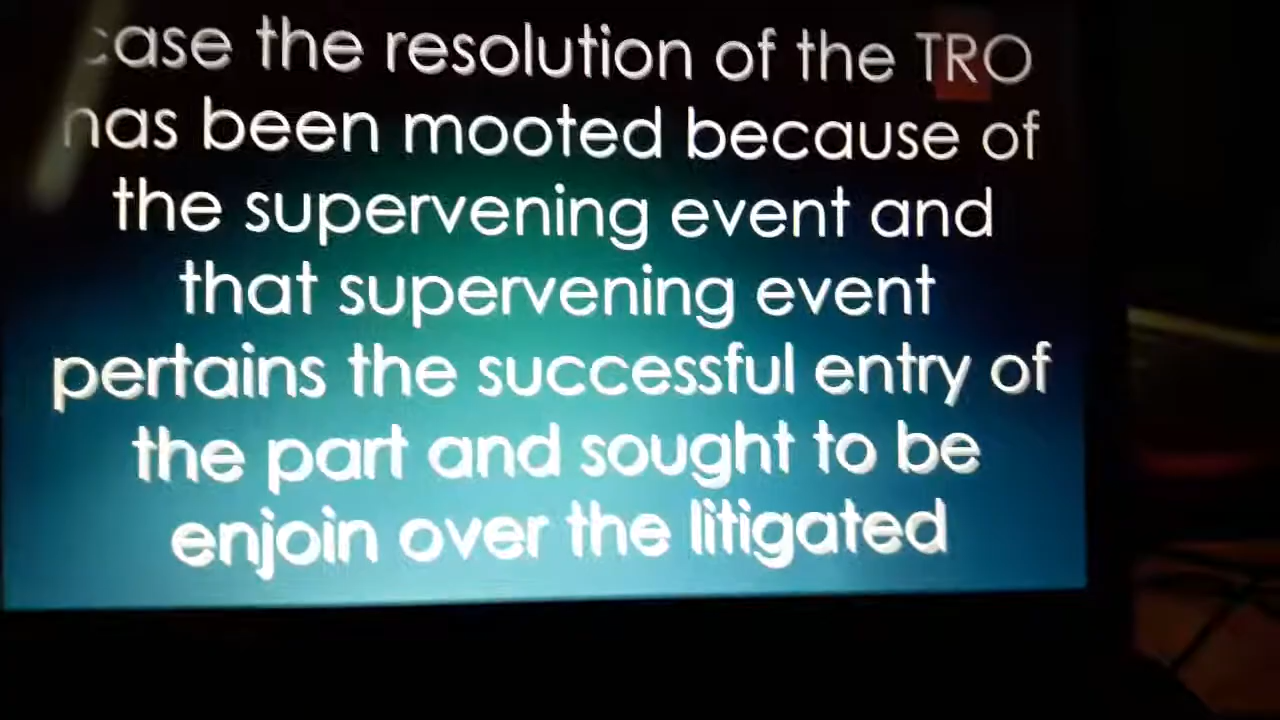 case the resolution of the TRO
has been mooted because of
the supervening event and
that supervening event
pertains the successful entry of
the part and sought to be
enjoin over the litigated